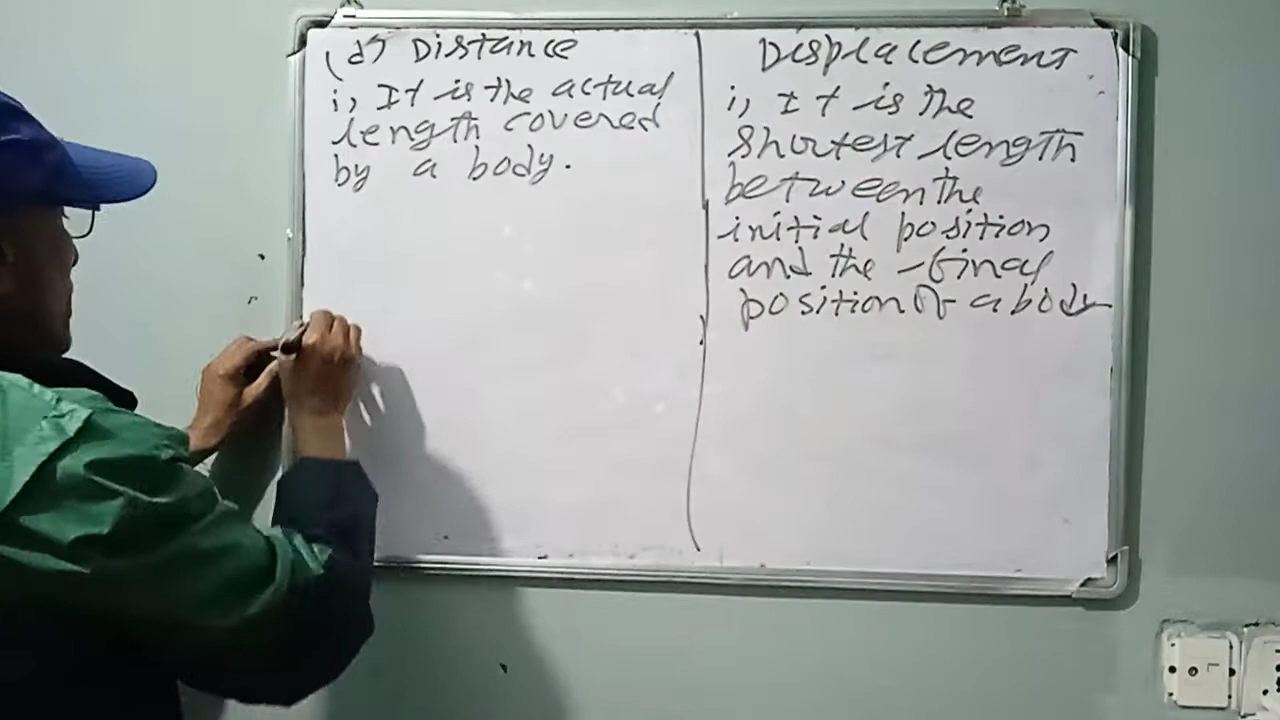 (d) Distance
i, It is the actual
length covered
by a body.
Displacement
i, It is the
shortest length
between the
initial position
and the final
position of a body